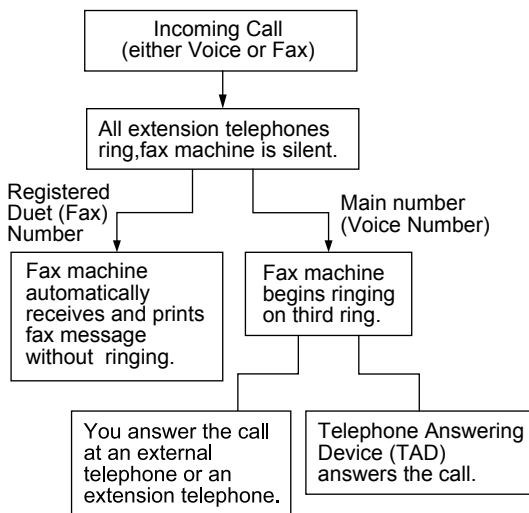 Incoming Call
(either Voice or Fax)
All extension telephones
ring,fax machine is silent.
Registered
Duet (Fax)
Number
Main number
(Voice Number)
Fax machine
automatically
receives and prints
fax message
without ringing.
Fax machine
begins ringing
on third ring.
You answer the call
at an external
telephone or an
extension telephone.
Telephone Answering
Device (TAD)
answers the call.